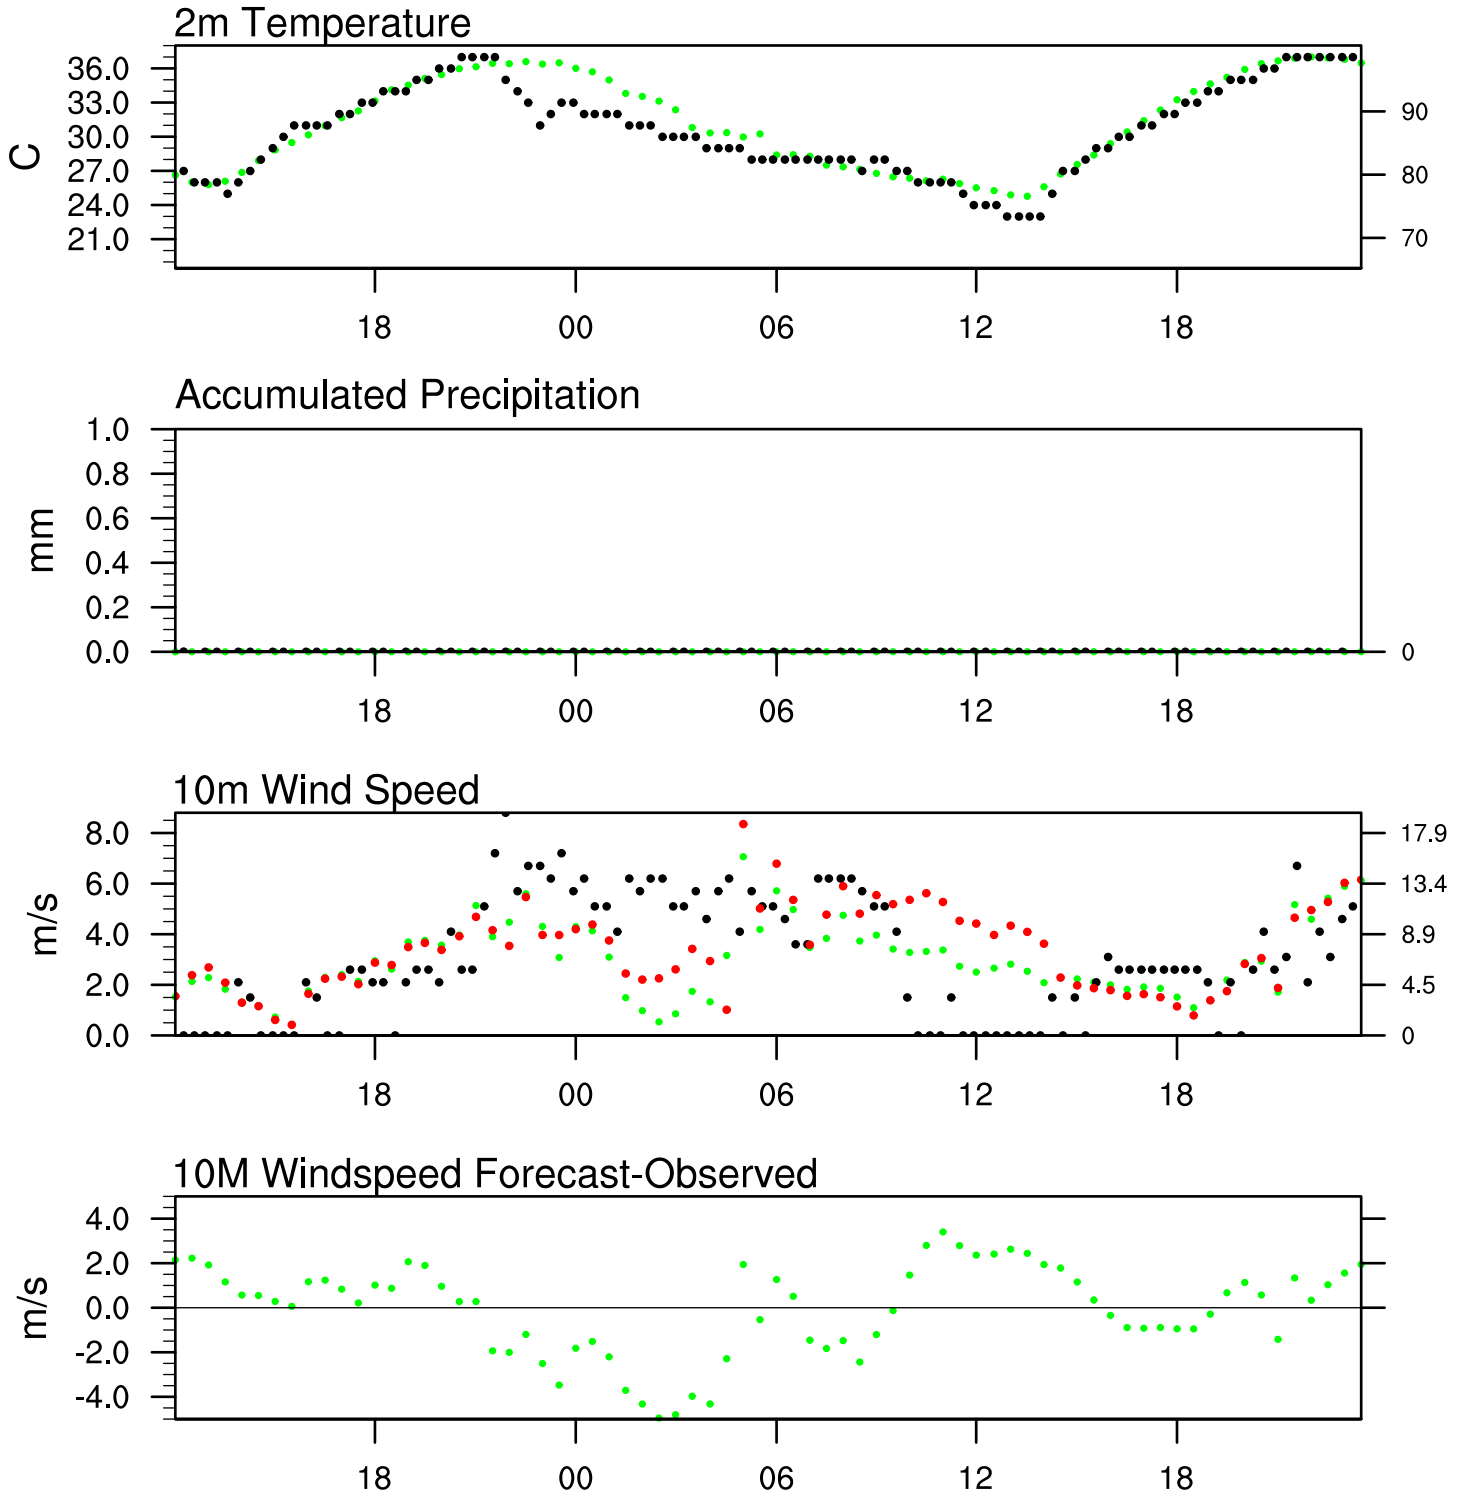 2m Temperature
36.0
33.0
90
30.0
C
27.0
80
24.0
21.0
70
18 00 06 12 18
Accumulated Precipitation
1.0
0.8
0.6
mm
0.4
0.2
0.0 0
18 00 06 12 18
10m Wind Speed
8.0 17.9
6.0 13.4
m/s
4.0 8.9
2.0 4.5
0.0 0
18 00 06 12 18
10M Windspeed Forecast-Observed
4.0
2.0
m/s
0.0
-2.0
-4.0
18 00 06 12 18